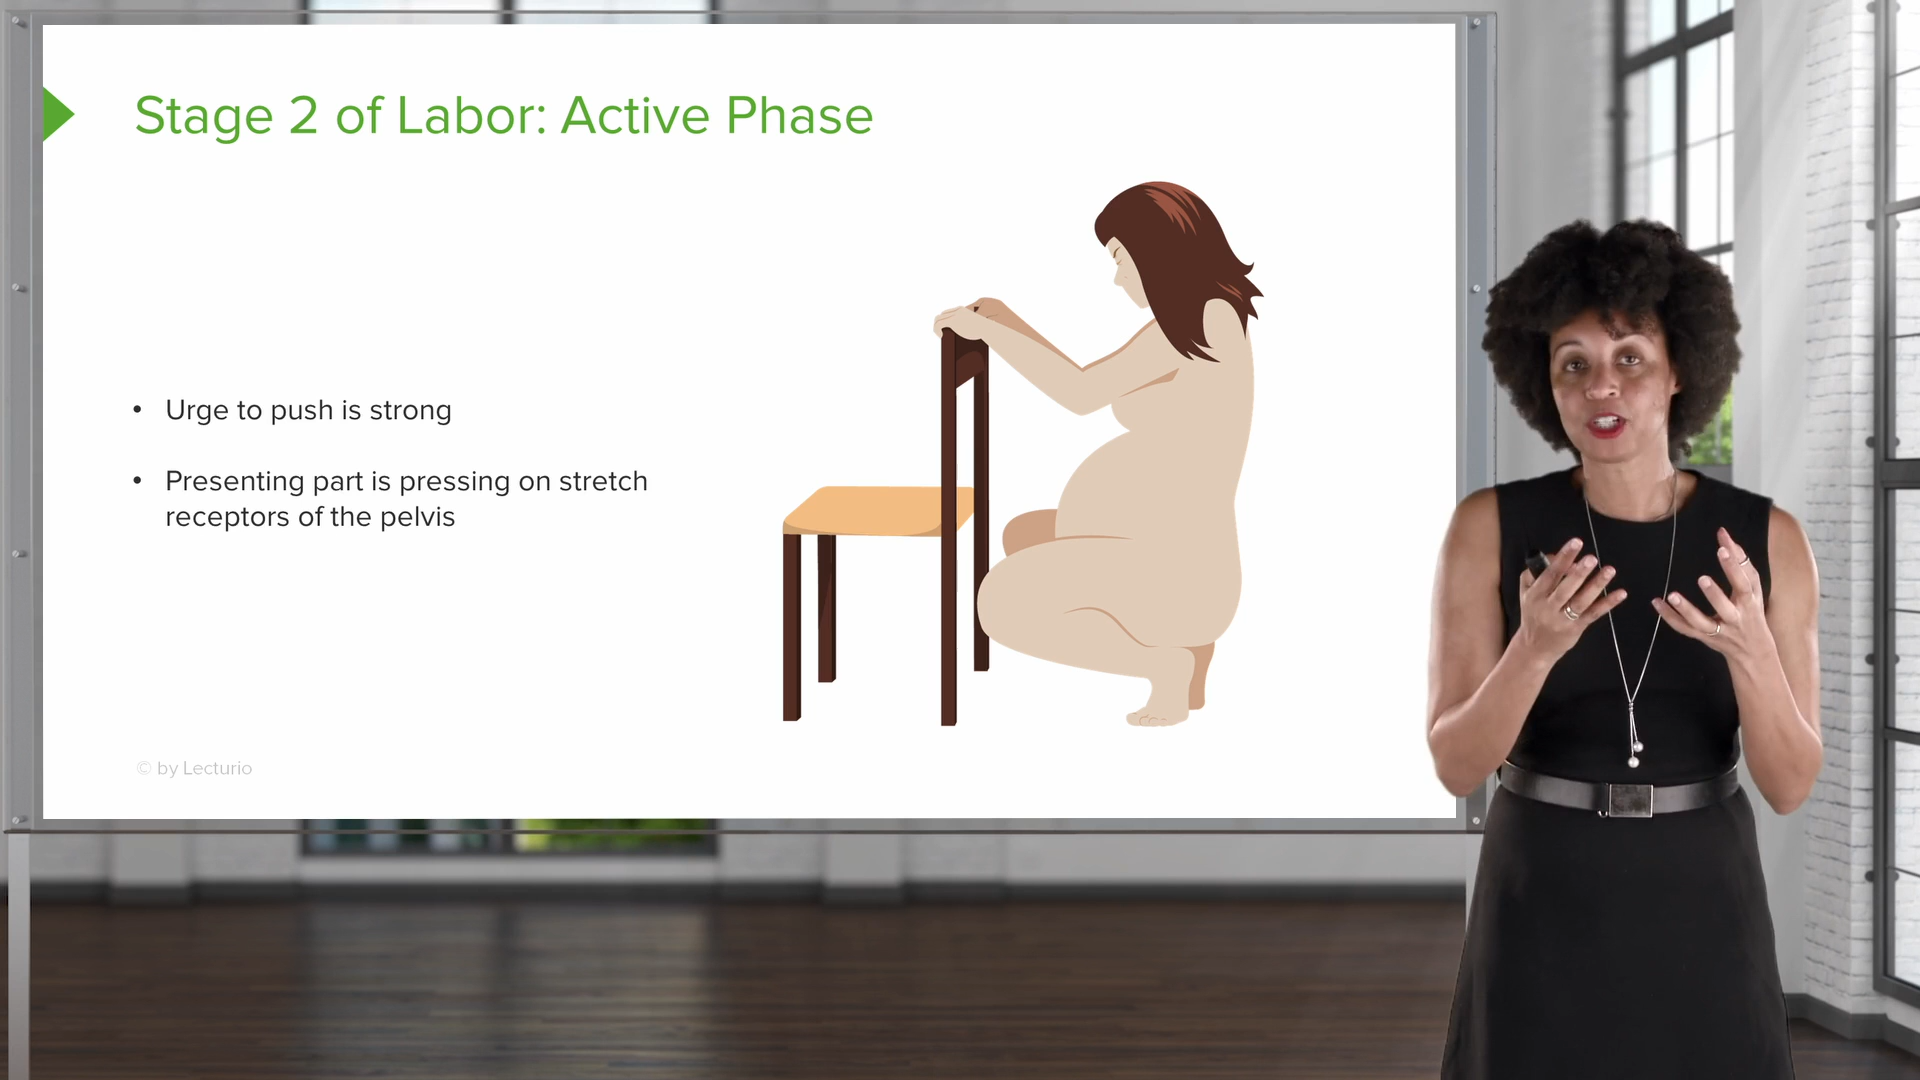 Stage 2 of Labor: Active Phase
• Urge to push is strong
• Presenting part is pressing on stretch
receptors of the pelvis
© by Lecturio